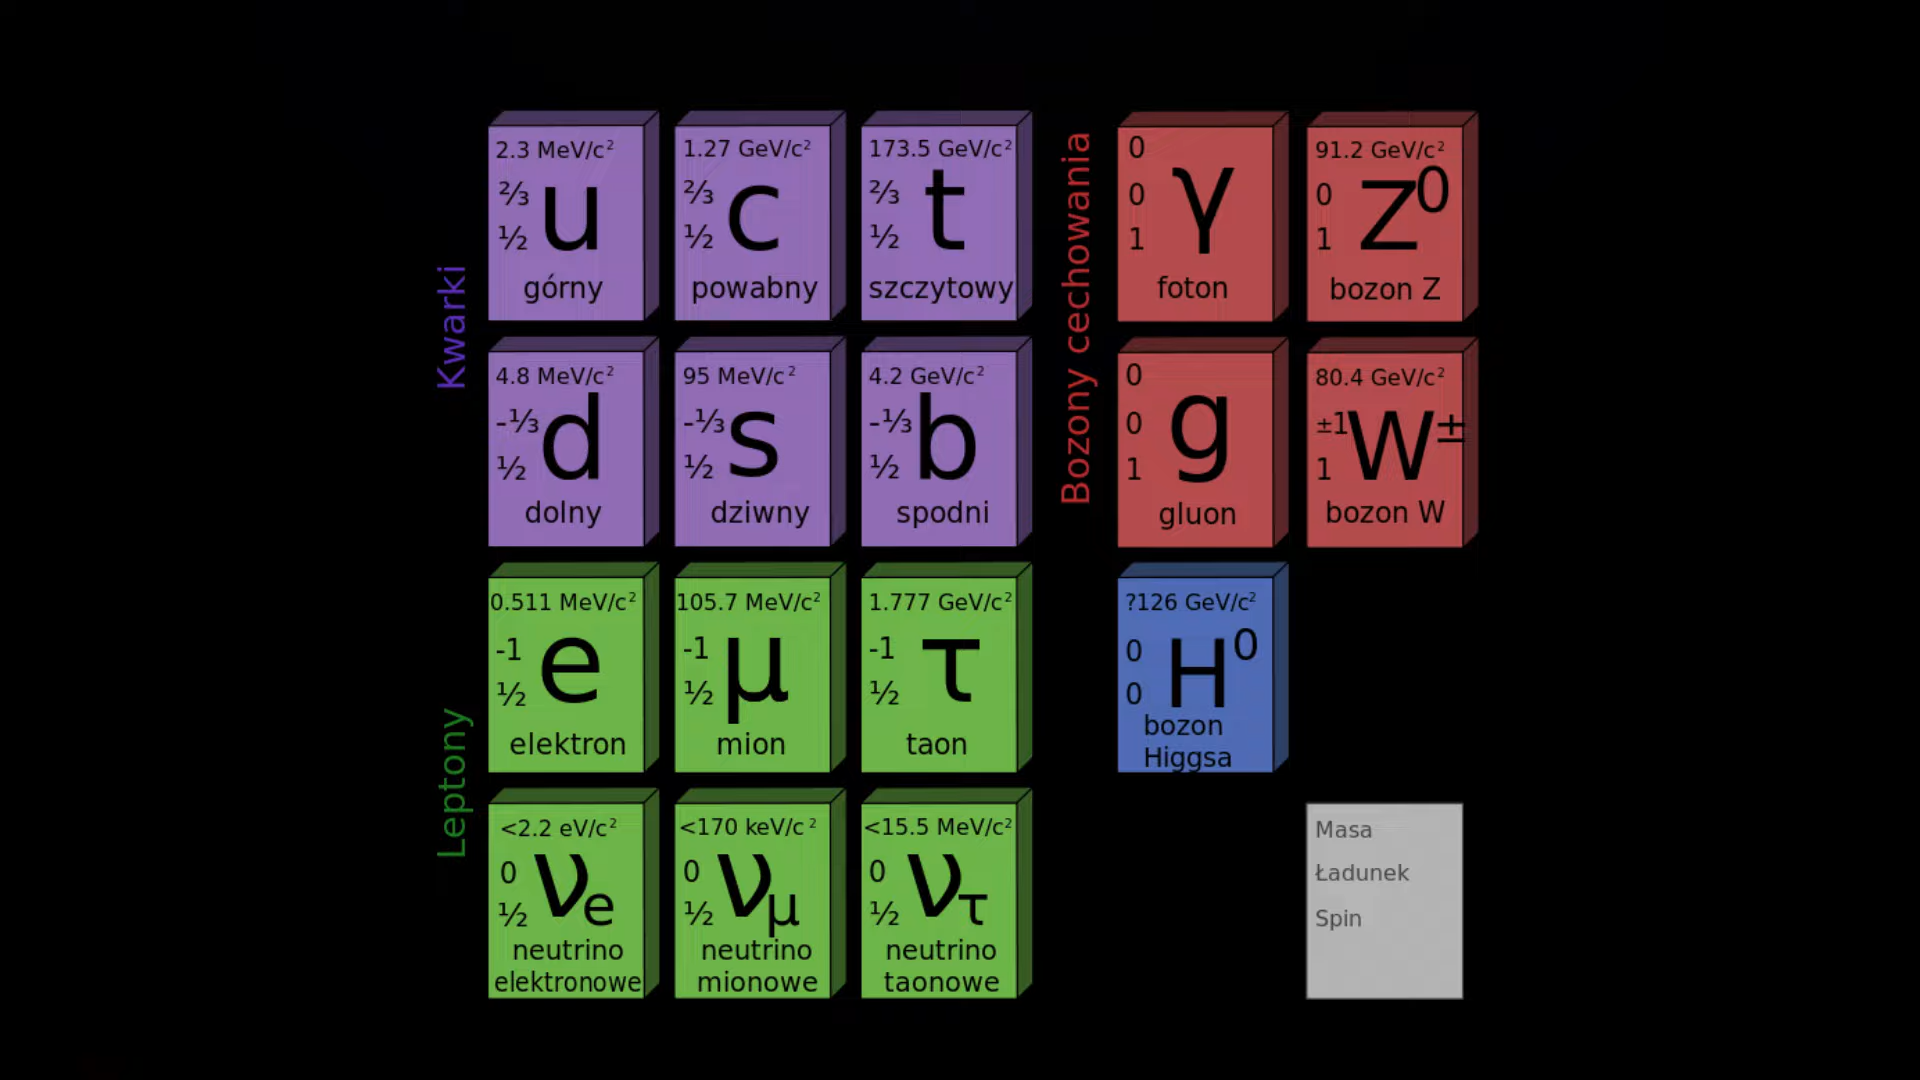 Kwarki
2.3 MeV/c²
⅔
½
u
górny
1.27 GeV/c²
⅔
½
c
powabny
173.5 GeV/c²
⅔
½
t
szczytowy
4.8 MeV/c²
-⅓
½
d
dolny
95 MeV/c²
-⅓
½
s
dziwny
4.2 GeV/c²
-⅓
½
b
spodni
Leptony
0.511 MeV/c²
-1
½
e
elektron
105.7 MeV/c²
-1
½
μ
mion
1.777 GeV/c²
-1
½
τ
taon
<2.2 eV/c²
0
½
νe
neutrino
elektronowe
<170 keV/c²
0
½
νμ
neutrino
mionowe
<15.5 MeV/c²
0
½
ντ
neutrino
taonowe
Bozony cechowania
0
0
1
γ
foton
91.2 GeV/c²
0
1
Z⁰
bozon Z
0
0
1
g
gluon
80.4 GeV/c²
±1
1
W±
bozon W
?126 GeV/c²
0
0
H⁰
bozon
Higgsa
Masa
Ładunek
Spin